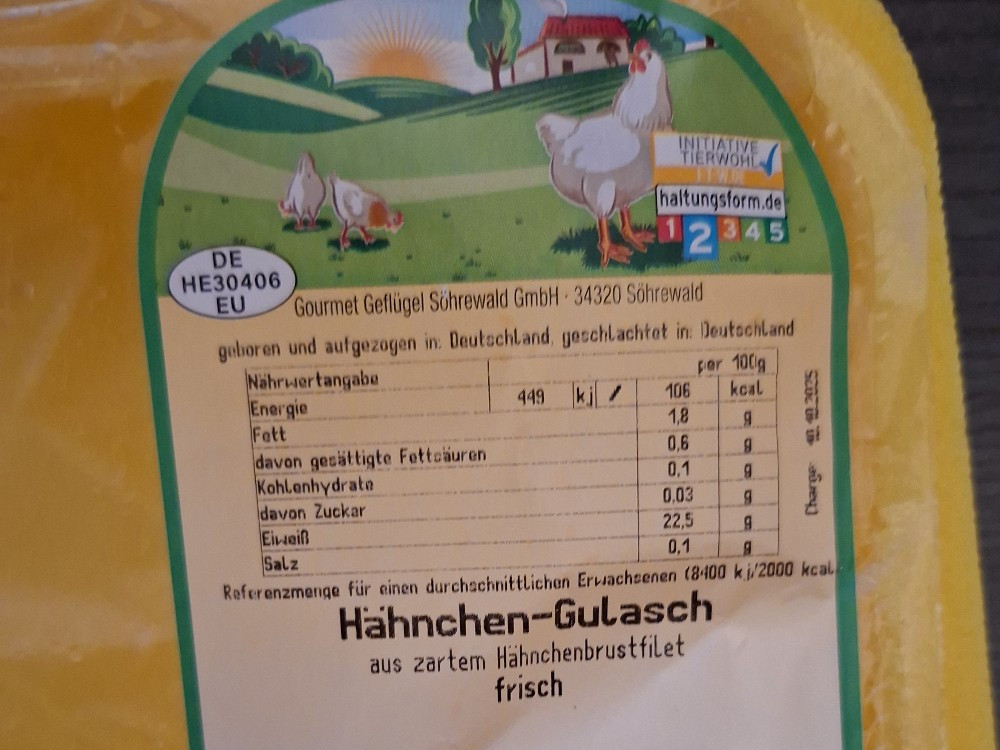 INITIATIVE
TIERWOHL
haltungsform.de
1 2 3 4 5
DE
HE30406
EU
Gourmet Geflügel Söhrewald GmbH · 34320 Söhrewald
geboren und aufgezogen in: Deutschland, geschlachtet in: Deutschland
Nährwertangabe per 100g
Energie 449 kj / 106 kcal
Fett 1,8 g
davon gesättigte Fettsäuren 0,6 g
Kohlenhydrate 0,1 g
davon Zucker 0,03 g
Eiweiß 22,5 g
Salz 0,1 g
Charge: 10.2025
Referenzmenge für einen durchschnittlichen Erwachsenen (8400 kj/2000 kcal
Hähnchen-Gulasch
aus zartem Hähnchenbrustfilet
frisch